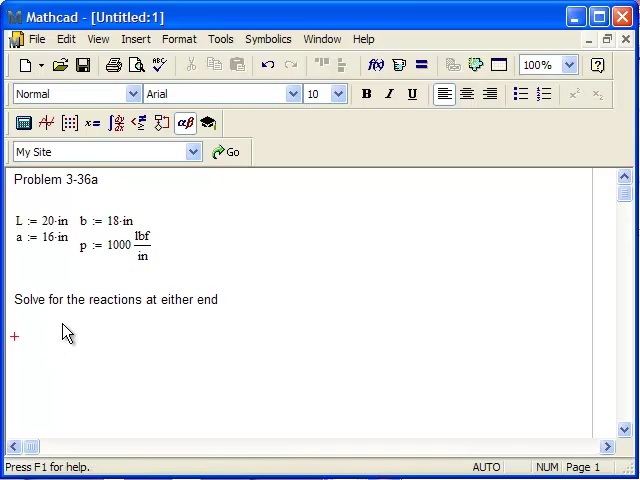 Mathcad - [Untitled:1]
File Edit View Insert Format Tools Symbolics Window Help
ABC 100%
Normal Arial 10 B I U
My Site Go
Problem 3-36a
L := 20·in b := 18·in
a := 16·in p := 1000 lbf/in
Solve for the reactions at either end
Press F1 for help. AUTO NUM Page 1